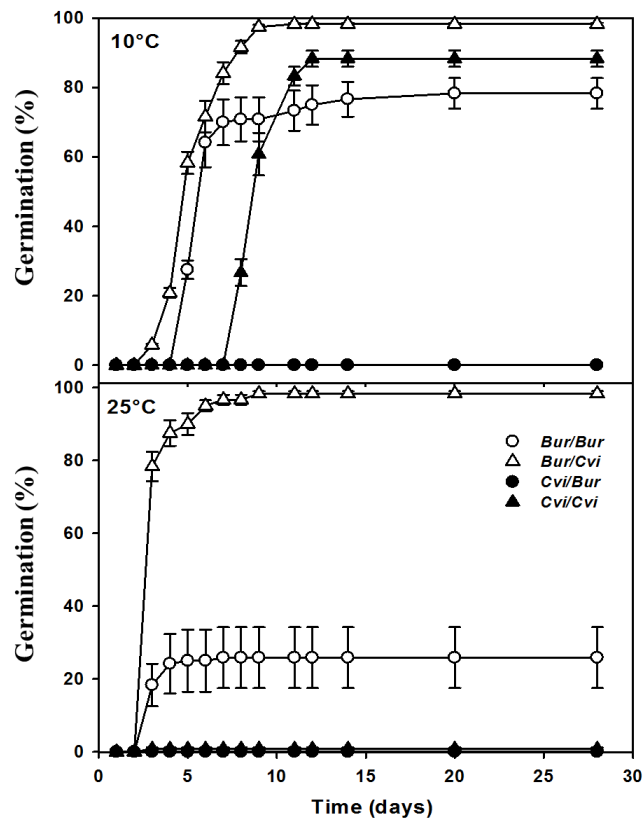 100
10°C
80
60
40
20
0
Germination (%)
100
25°C
80
60
40
20
0
Germination (%)
Bur/Bur
Bur/Cvi
Cvi/Bur
Cvi/Cvi
0 5 10 15 20 25 30
Time (days)